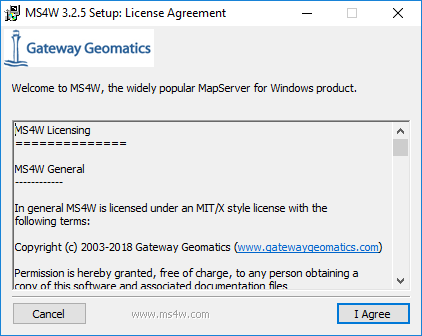 MS4W 3.2.5 Setup: License Agreement
Gateway Geomatics
Welcome to MS4W, the widely popular MapServer for Windows product.
MS4W Licensing
==============
MS4W General
------------
In general MS4W is licensed under an MIT/X style license with the
following terms:
Copyright (c) 2003-2018 Gateway Geomatics (www.gatewaygeomatics.com)
Permission is hereby granted, free of charge, to any person obtaining a
copy of this software and associated documentation files
Cancel
www.ms4w.com
I Agree